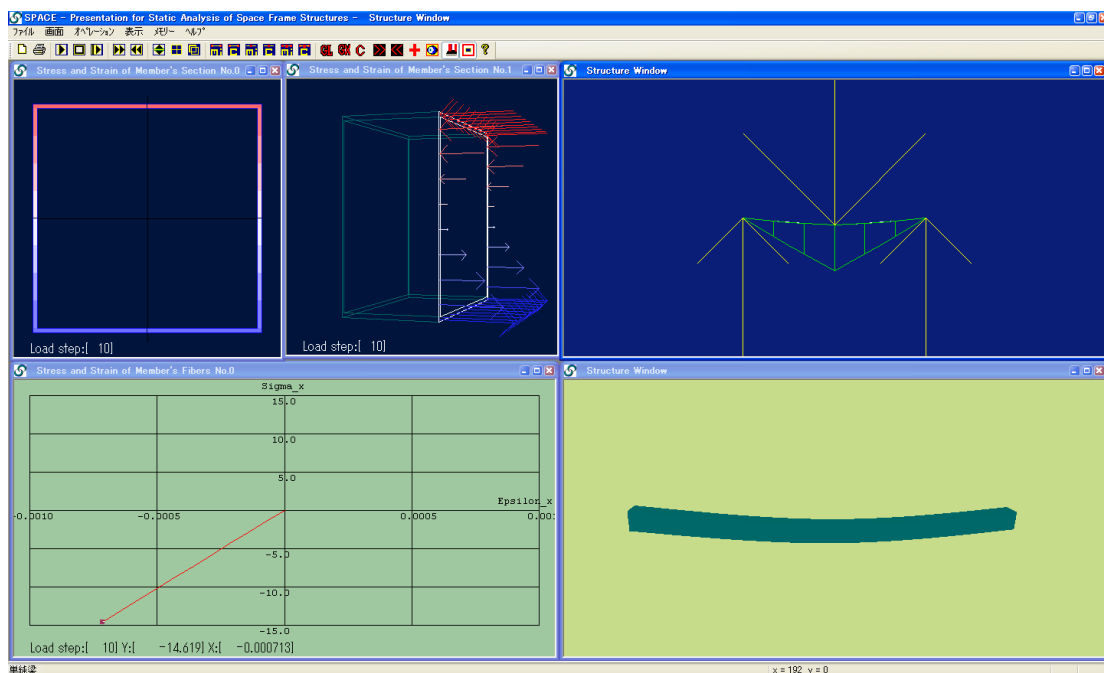 SPACE - Presentation for Static Analysis of Space Frame Structures - Structure Window
ファイル 画面 オペレーション 表示 メモリー ヘルプ
Stress and Strain of Member's Section No.0
Load step:[ 10]
Stress and Strain of Member's Section No.1
Load step:[ 10]
Structure Window
Stress and Strain of Member's Fibers No.0
Sigma_x
15.0
10.0
5.0
Epsilon_x
-0.0010 -0.0005 0.0005
-5.0
-10.0
-15.0
Load step:[ 10] Y:[ -14.619] X:[ -0.000713]
Structure Window
単純梁
x = 192 y = 0